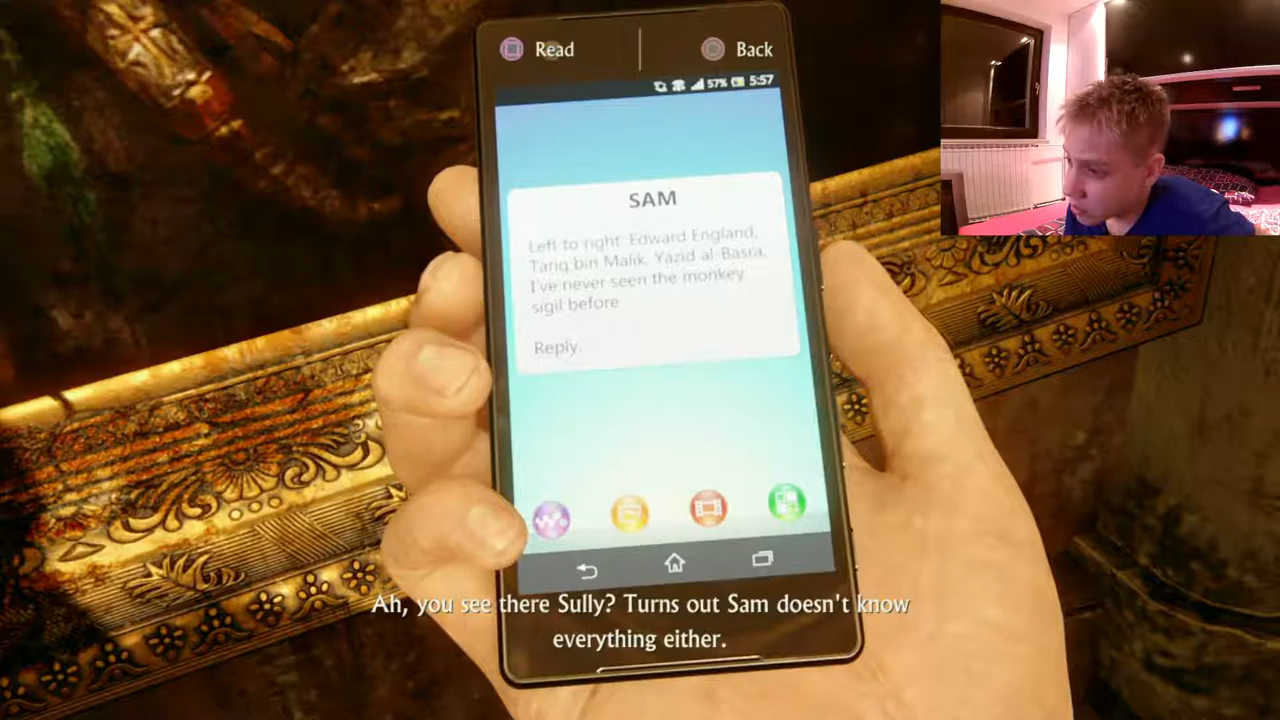 Read
Back
57% 5:57
SAM
Left to right: Edward England,
Tariq bin Malik, Yazid al-Basra.
I've never seen the monkey
sigil before
Reply.
Ah, you see there Sully? Turns out Sam doesn't know
everything either.